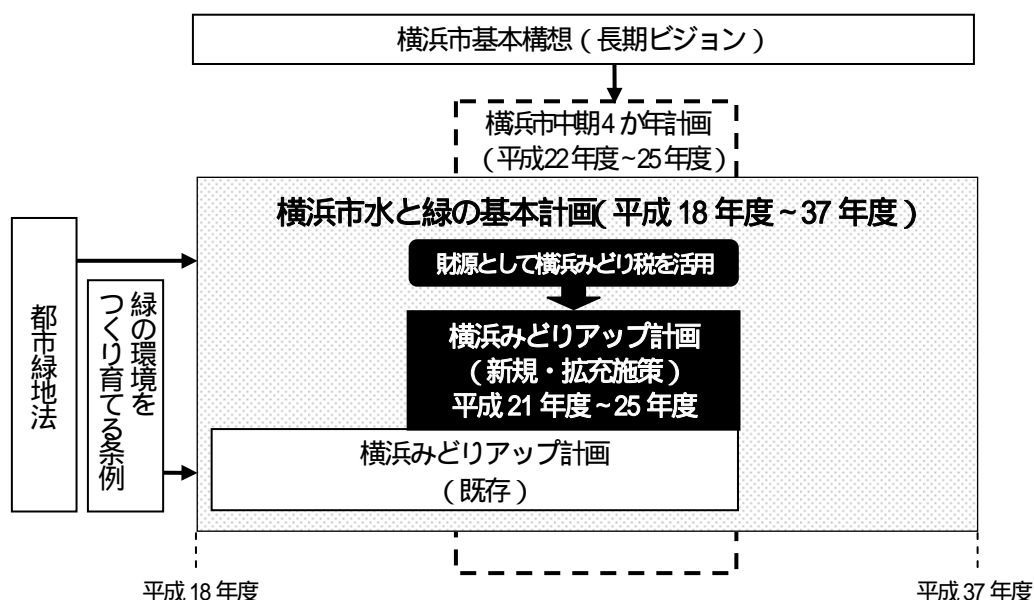 横浜市基本構想（長期ビジョン）
横浜市中期4か年計画
（平成22年度~25年度）
横浜市水と緑の基本計画（平成18年度~37年度）
財源として横浜みどり税を活用
横浜みどりアップ計画
（新規・拡充施策）
平成21年度~25年度
横浜みどりアップ計画
（既存）
都市緑地法
緑の環境を
つくり育てる条例
平成18年度
平成37年度